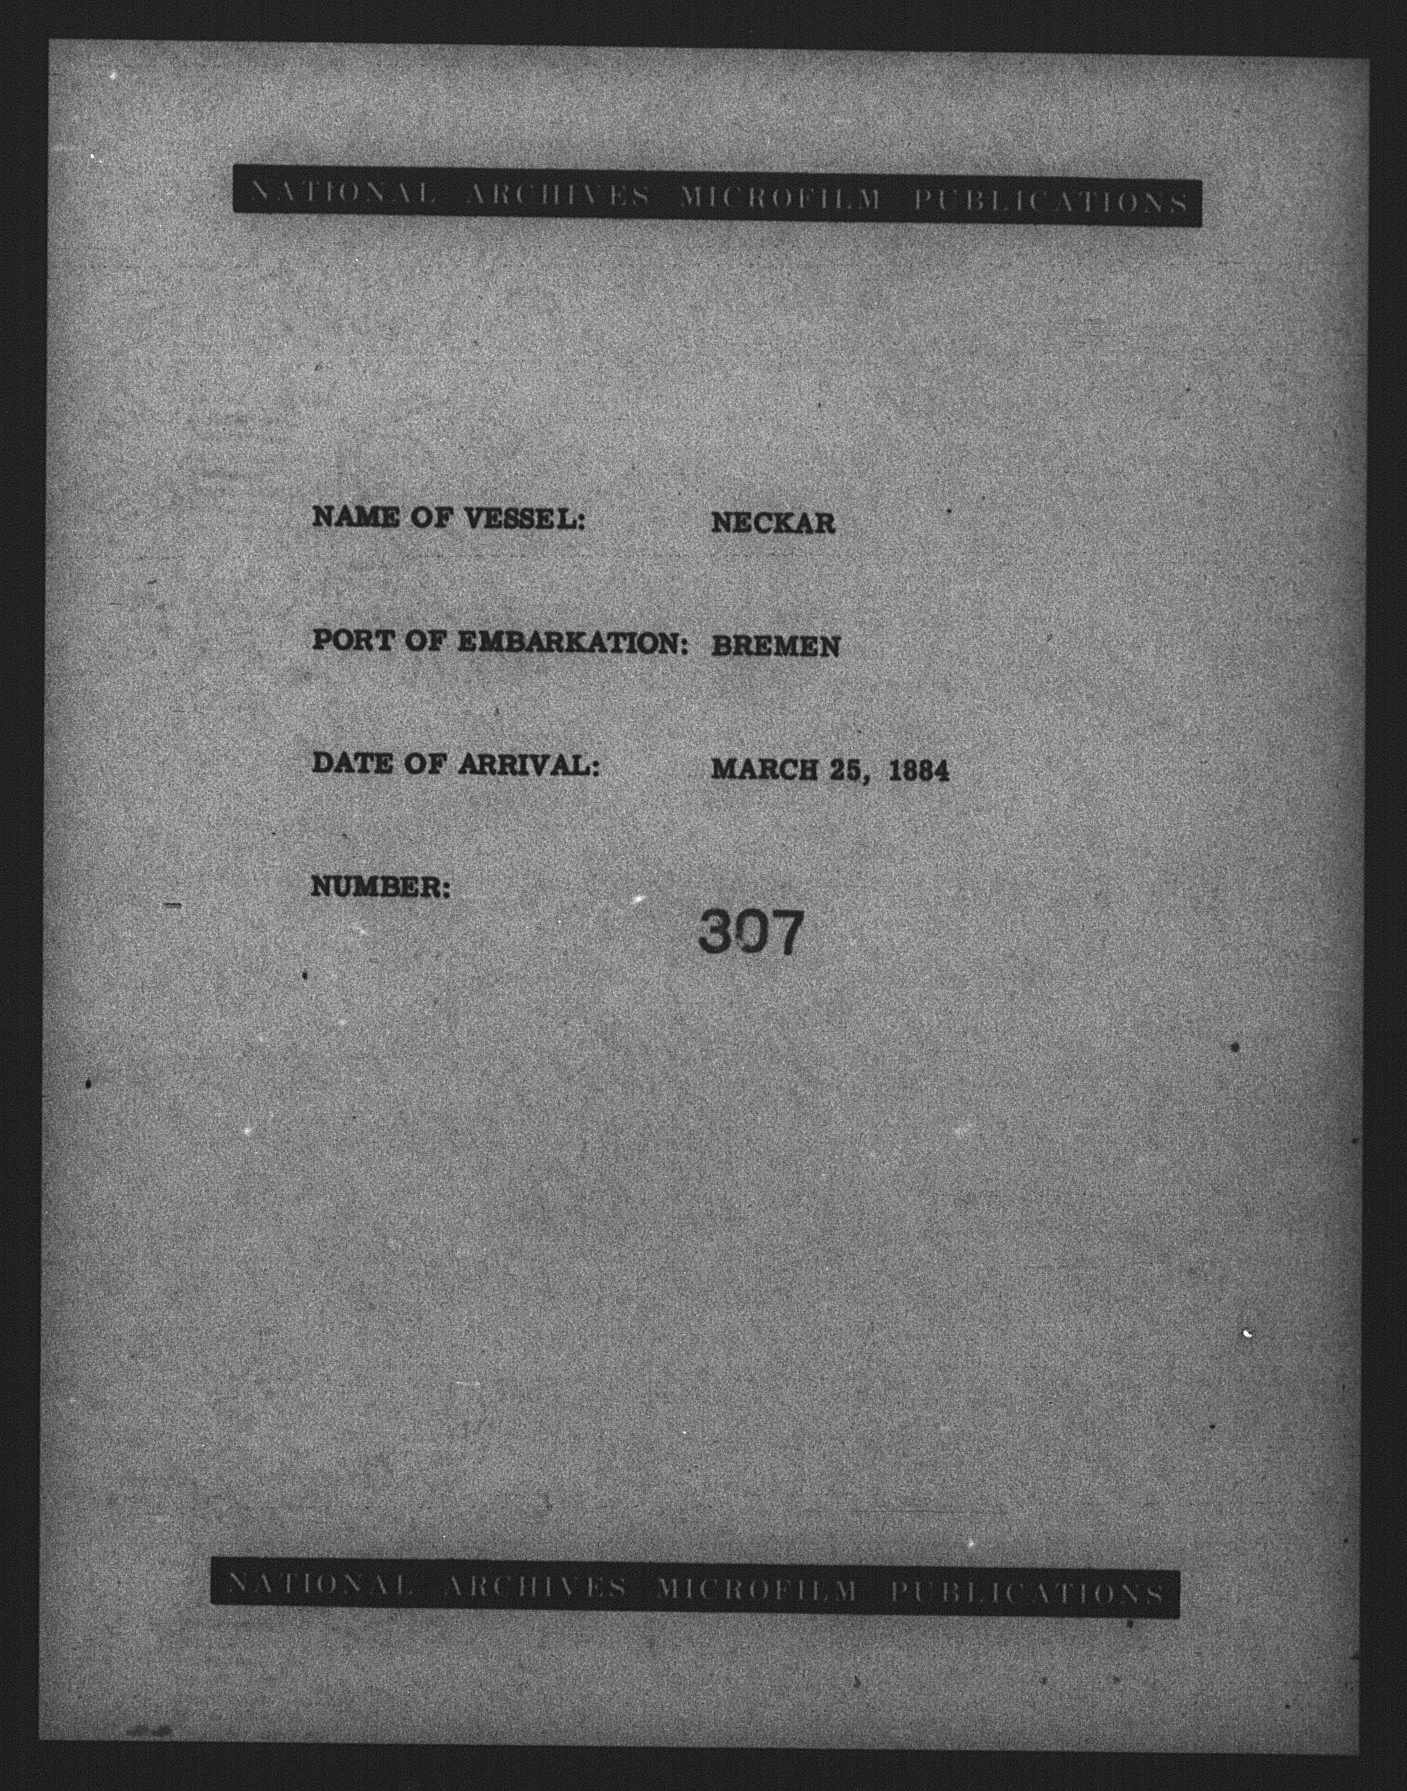 NATIONAL ARCHIVES MICROFILM PUBLICATIONS
NAME OF VESSEL: NECKAR
PORT OF EMBARKATION: BREMEN
DATE OF ARRIVAL: MARCH 25, 1884
NUMBER:
307
NATIONAL ARCHIVES MICROFILM PUBLICATIONS